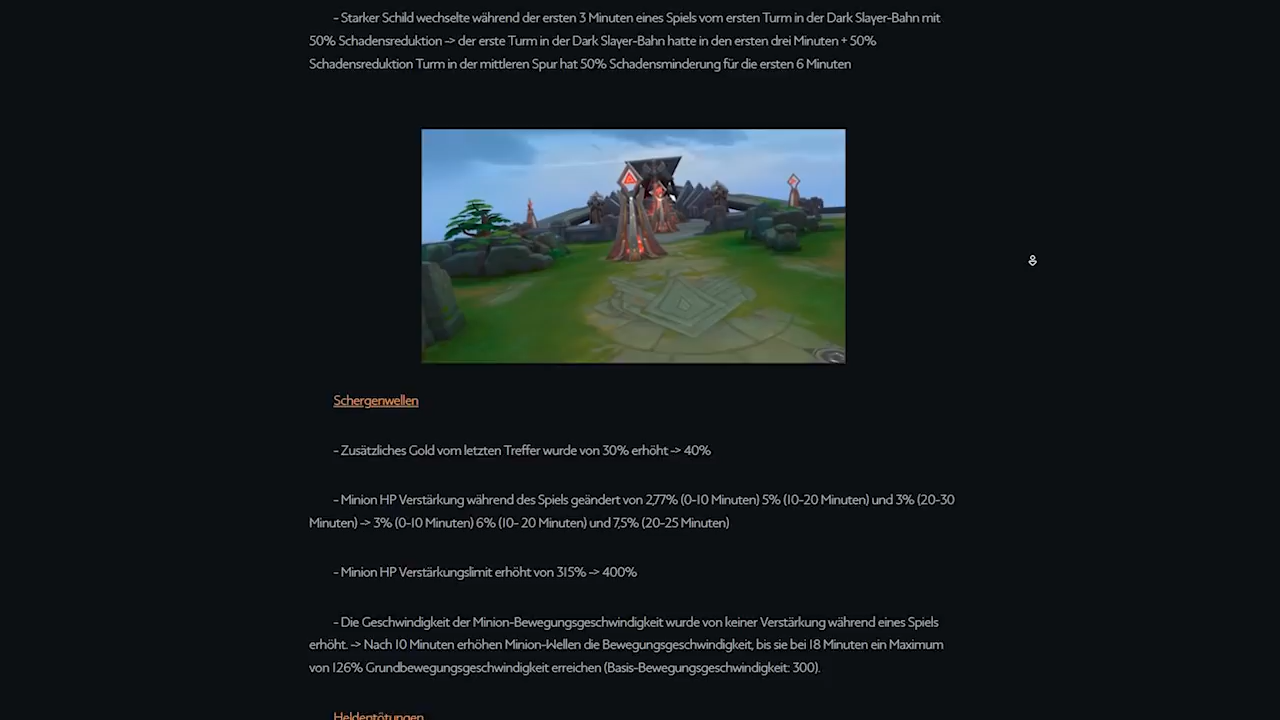 - Starker Schild wechselte während der ersten 3 Minuten eines Spiels vom ersten Turm in der Dark Slayer-Bahn mit
50% Schadensreduktion -> der erste Turm in der Dark Slayer-Bahn hatte in den ersten drei Minuten + 50%
Schadensreduktion Turm in der mittleren Spur hat 50% Schadensminderung für die ersten 6 Minuten
Schergenwellen
- Zusätzliches Gold vom letzten Treffer wurde von 30% erhöht -> 40%
- Minion HP Verstärkung während des Spiels geändert von 2,77% (0-10 Minuten) 5% (10-20 Minuten) und 3% (20-30
Minuten) -> 3% (0-10 Minuten) 6% (10- 20 Minuten) und 7,5% (20-25 Minuten)
- Minion HP Verstärkungslimit erhöht von 315% -> 400%
- Die Geschwindigkeit der Minion-Bewegungsgeschwindigkeit wurde von keiner Verstärkung während eines Spiels
erhöht. -> Nach 10 Minuten erhöhen Minion-Wellen die Bewegungsgeschwindigkeit, bis sie bei 18 Minuten ein Maximum
von 126% Grundbewegungsgeschwindigkeit erreichen (Basis-Bewegungsgeschwindigkeit: 300).
Heldentötungen